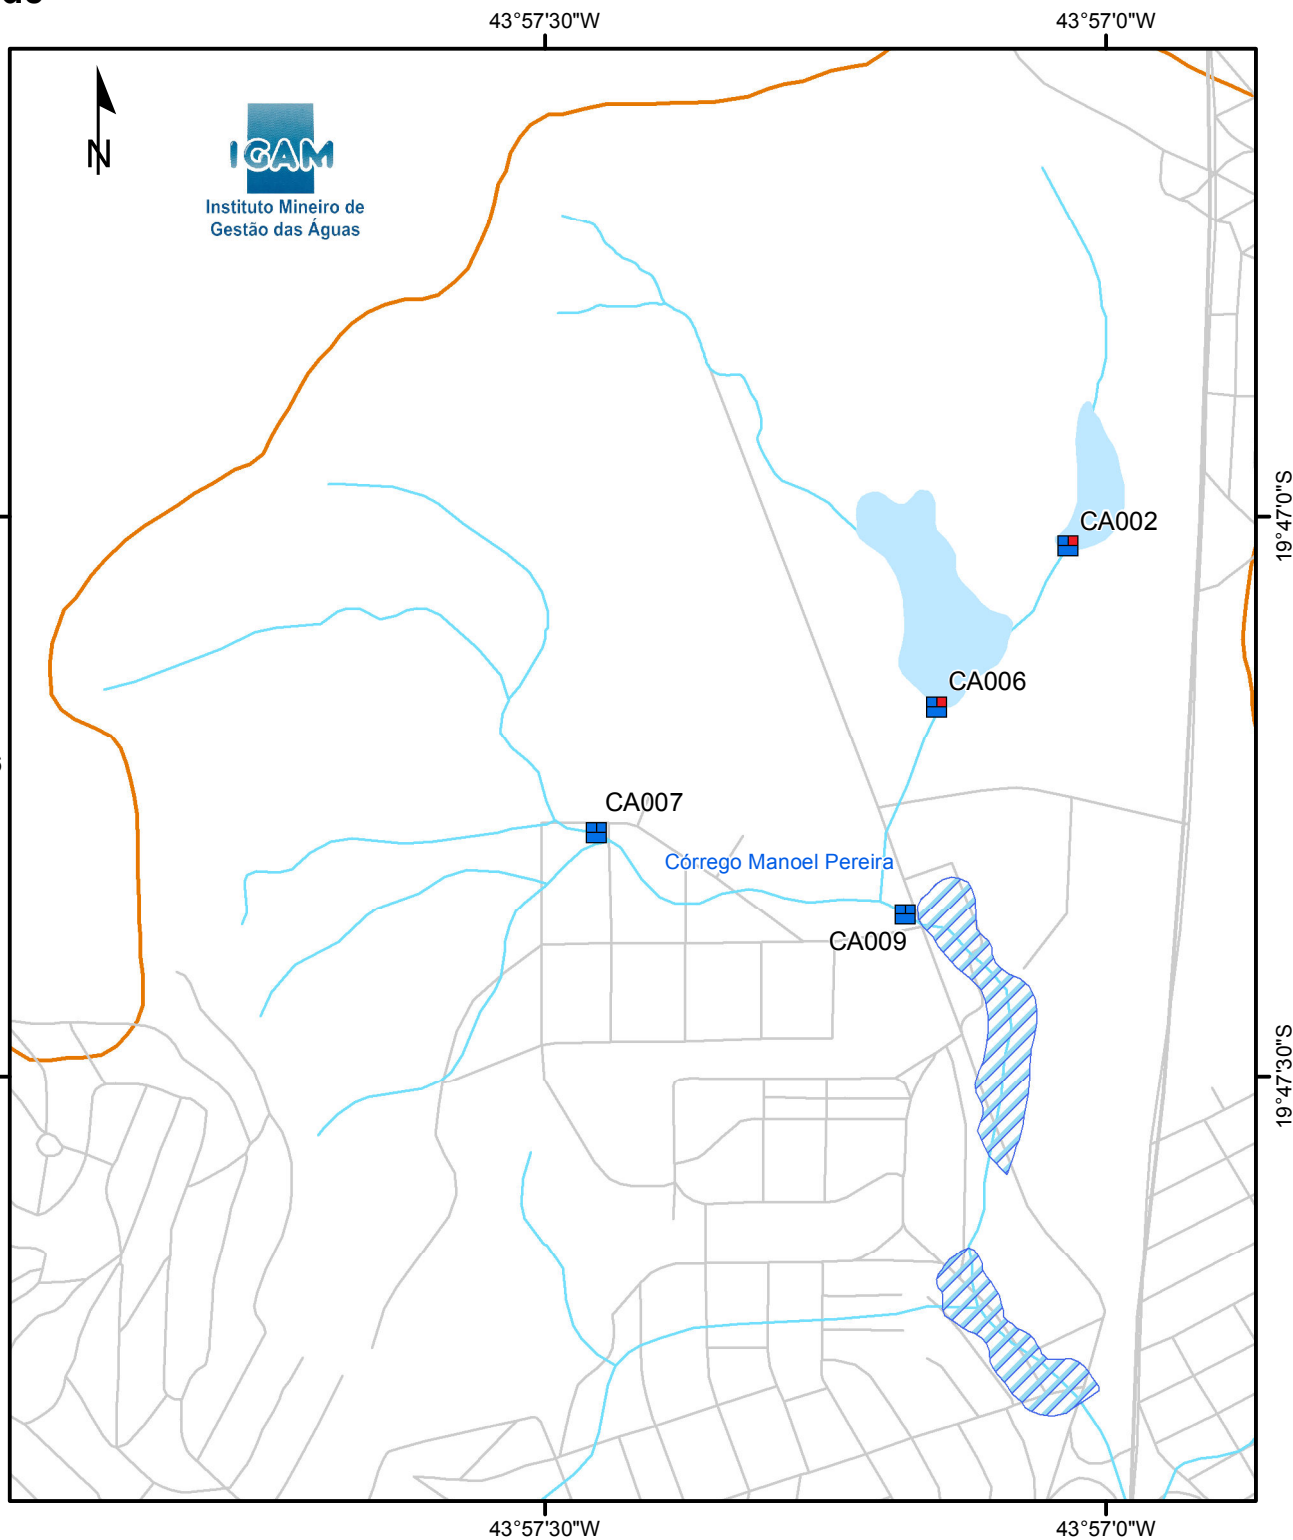 43°57'30"W
43°57'0"W
N
IGAM
Instituto Mineiro de
Gestão das Águas
19°47'0"S
CA002
CA006
CA007
Córrego Manoel Pereira
CA009
19°47'30"S
43°57'30"W
43°57'0"W